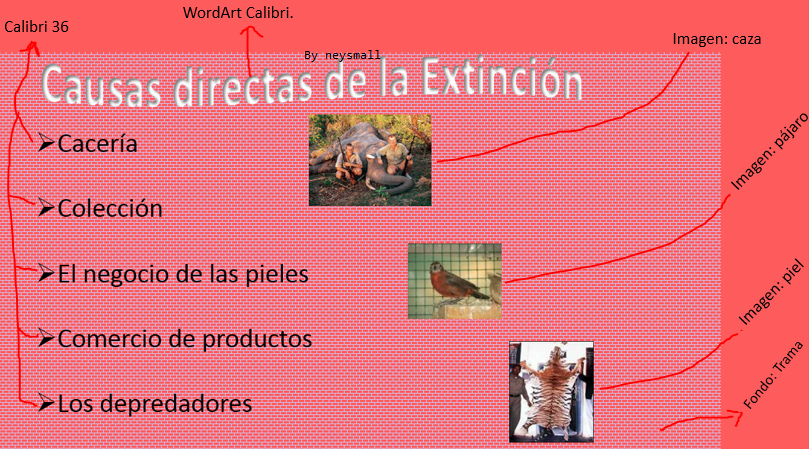 WordArt Calibri.
Calibri 36
Imagen: caza
By neysmall
Causas directas de la Extinción
Cacería
Colección
El negocio de las pieles
Comercio de productos
Los depredadores
Imagen: pájaro
Imagen: piel
Fondo: Trama